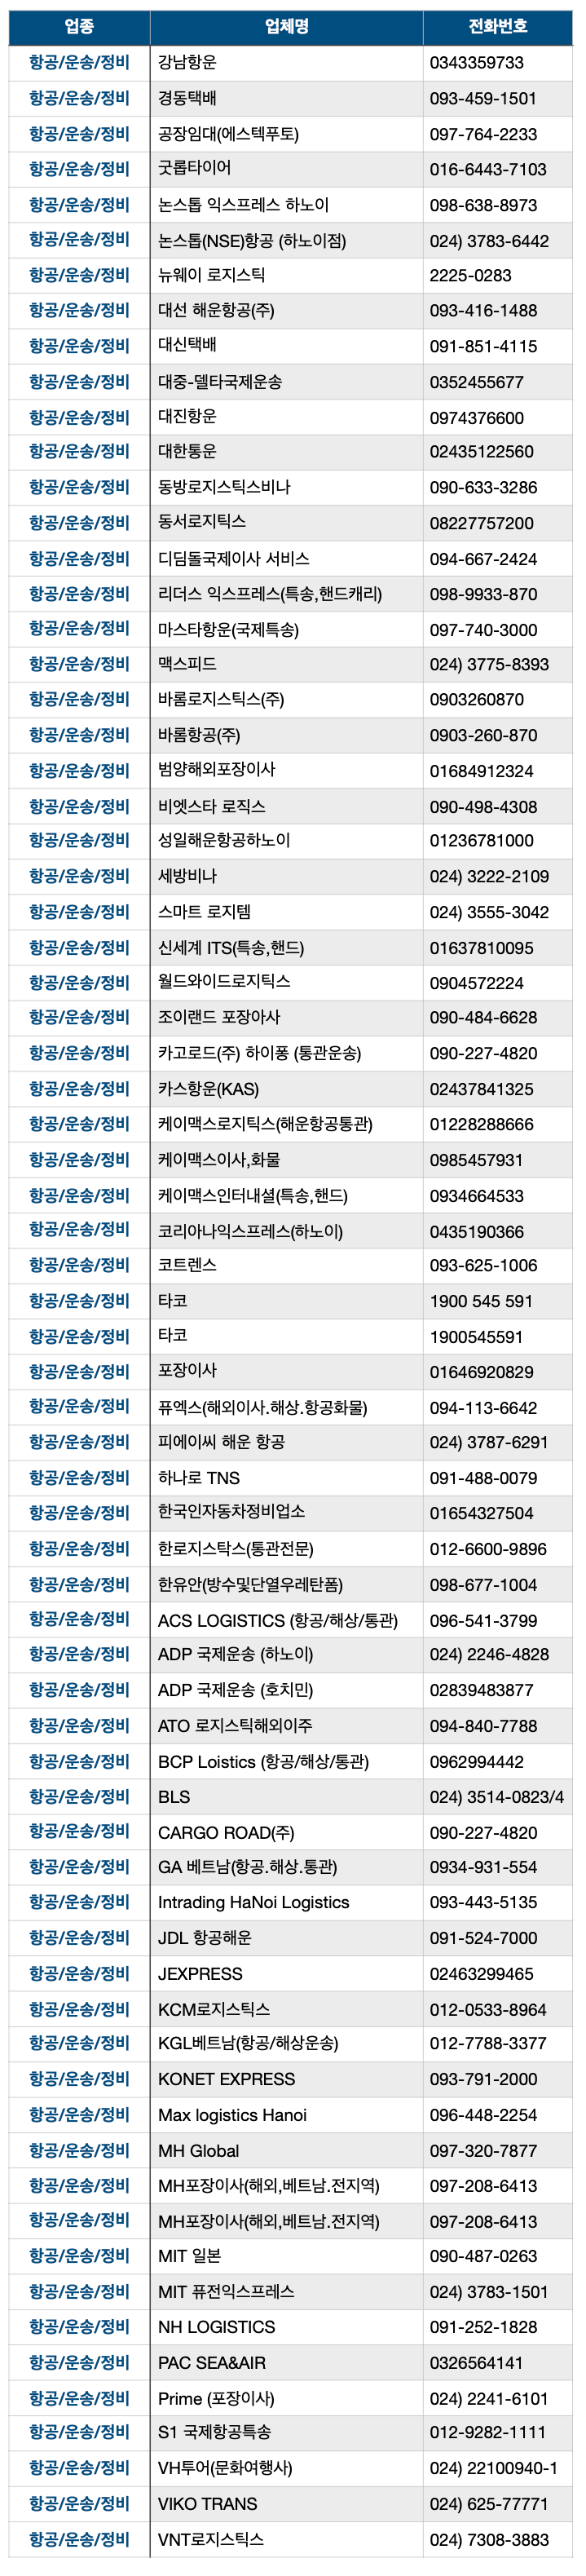 업종 업체명 전화번호
항공/운송/정비 강남항운 0343359733
항공/운송/정비 경동택배 093-459-1501
항공/운송/정비 공장임대(에스텍푸토) 097-764-2233
항공/운송/정비 굿롭타이어 016-6443-7103
항공/운송/정비 논스톱 익스프레스 하노이 098-638-8973
항공/운송/정비 논스톱(NSE)항공 (하노이점) 024) 3783-6442
항공/운송/정비 뉴웨이 로지스틱 2225-0283
항공/운송/정비 대선 해운항공(주) 093-416-1488
항공/운송/정비 대신택배 091-851-4115
항공/운송/정비 대중-델타국제운송 0352455677
항공/운송/정비 대진항운 0974376600
항공/운송/정비 대한통운 02435122560
항공/운송/정비 동방로지스틱스비나 090-633-3286
항공/운송/정비 동서로지틱스 08227757200
항공/운송/정비 디딤돌국제이사 서비스 094-667-2424
항공/운송/정비 리더스 익스프레스(특송,핸드캐리) 098-9933-870
항공/운송/정비 마스타항운(국제특송) 097-740-3000
항공/운송/정비 맥스피드 024) 3775-8393
항공/운송/정비 바롬로지스틱스(주) 0903260870
항공/운송/정비 바롬항공(주) 0903-260-870
항공/운송/정비 범양해외포장이사 01684912324
항공/운송/정비 비엣스타 로직스 090-498-4308
항공/운송/정비 성일해운항공하노이 01236781000
항공/운송/정비 세방비나 024) 3222-2109
항공/운송/정비 스마트 로지템 024) 3555-3042
항공/운송/정비 신세계 ITS(특송,핸드) 01637810095
항공/운송/정비 월드와이드로지틱스 0904572224
항공/운송/정비 조이랜드 포장아사 090-484-6628
항공/운송/정비 카고로드(주) 하이퐁 (통관운송) 090-227-4820
항공/운송/정비 카스항운(KAS) 02437841325
항공/운송/정비 케이맥스로지틱스(해운항공통관) 01228288666
항공/운송/정비 케이맥스이사,화물 0985457931
항공/운송/정비 케이맥스인터내셜(특송,핸드) 0934664533
항공/운송/정비 코리아나익스프레스(하노이) 0435190366
항공/운송/정비 코트렌스 093-625-1006
항공/운송/정비 타코 1900 545 591
항공/운송/정비 타코 1900545591
항공/운송/정비 포장이사 01646920829
항공/운송/정비 퓨엑스(해외이사.해상.항공화물) 094-113-6642
항공/운송/정비 피에이씨 해운 항공 024) 3787-6291
항공/운송/정비 하나로 TNS 091-488-0079
항공/운송/정비 한국인자동차정비업소 01654327504
항공/운송/정비 한로지스탁스(통관전문) 012-6600-9896
항공/운송/정비 한유안(방수및단열우레탄폼) 098-677-1004
항공/운송/정비 ACS LOGISTICS (항공/해상/통관) 096-541-3799
항공/운송/정비 ADP 국제운송 (하노이) 024) 2246-4828
항공/운송/정비 ADP 국제운송 (호치민) 02839483877
항공/운송/정비 ATO 로지스틱해외이주 094-840-7788
항공/운송/정비 BCP Loistics (항공/해상/통관) 0962994442
항공/운송/정비 BLS 024) 3514-0823/4
항공/운송/정비 CARGO ROAD(주) 090-227-4820
항공/운송/정비 GA 베트남(항공.해상.통관) 0934-931-554
항공/운송/정비 Intrading HaNoi Logistics 093-443-5135
항공/운송/정비 JDL 항공해운 091-524-7000
항공/운송/정비 JEXPRESS 02463299465
항공/운송/정비 KCM로지스틱스 012-0533-8964
항공/운송/정비 KGL베트남(항공/해상운송) 012-7788-3377
항공/운송/정비 KONET EXPRESS 093-791-2000
항공/운송/정비 Max logistics Hanoi 096-448-2254
항공/운송/정비 MH Global 097-320-7877
항공/운송/정비 MH포장이사(해외,베트남.전지역) 097-208-6413
항공/운송/정비 MH포장이사(해외,베트남.전지역) 097-208-6413
항공/운송/정비 MIT 일본 090-487-0263
항공/운송/정비 MIT 퓨전익스프레스 024) 3783-1501
항공/운송/정비 NH LOGISTICS 091-252-1828
항공/운송/정비 PAC SEA&AIR 0326564141
항공/운송/정비 Prime (포장이사) 024) 2241-6101
항공/운송/정비 S1 국제항공특송 012-9282-1111
항공/운송/정비 VH투어(문화여행사) 024) 22100940-1
항공/운송/정비 VIKO TRANS 024) 625-77771
항공/운송/정비 VNT로지스틱스 024) 7308-3883